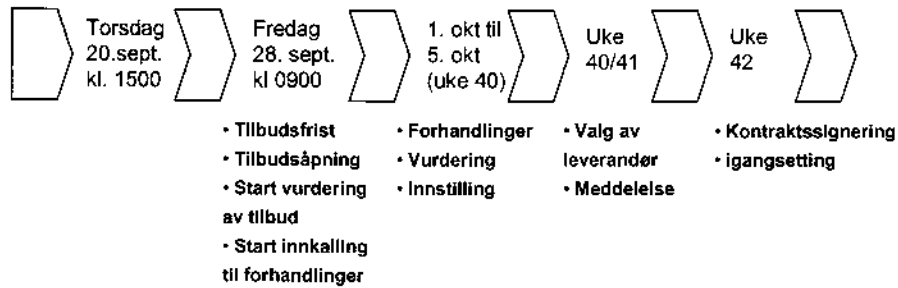 Torsdag
20.sept.
kl. 1500
Fredag
28. sept.
kl 0900
1. okt til
5. okt
(uke 40)
Uke
40/41
Uke
42
• Tilbudsfrist
• Tilbudsåpning
• Start vurdering
av tilbud
• Start innkalling
til forhandlinger
• Forhandlinger
• Vurdering
• Innstilling
• Valg av
leverandør
• Meddelelse
• Kontraktssignering
• igangsetting